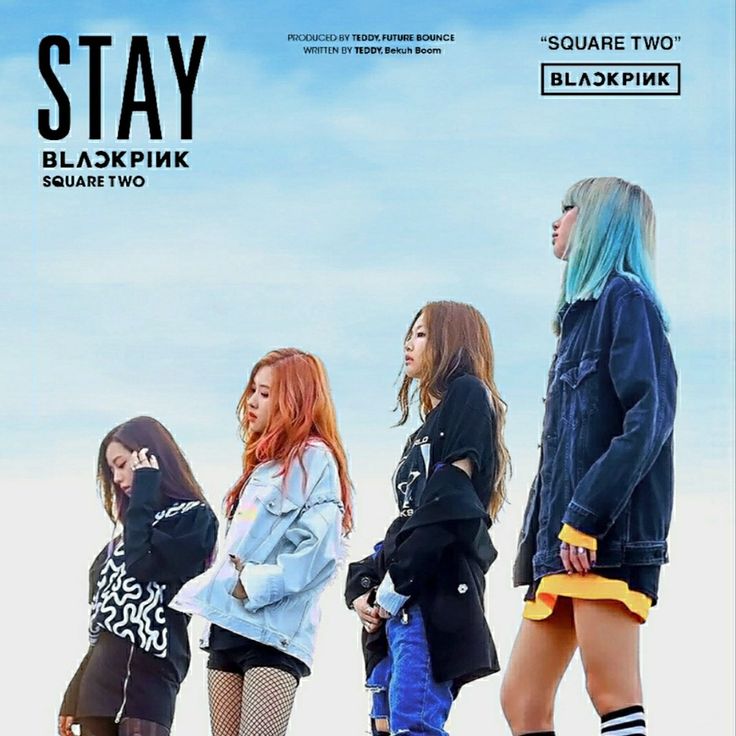 STAY
BLACKPINK
SQUARE TWO
PRODUCED BY TEDDY, FUTURE BOUNCE
WRITTEN BY TEDDY, Bekuh Boom
"SQUARE TWO"
BLACKPINK